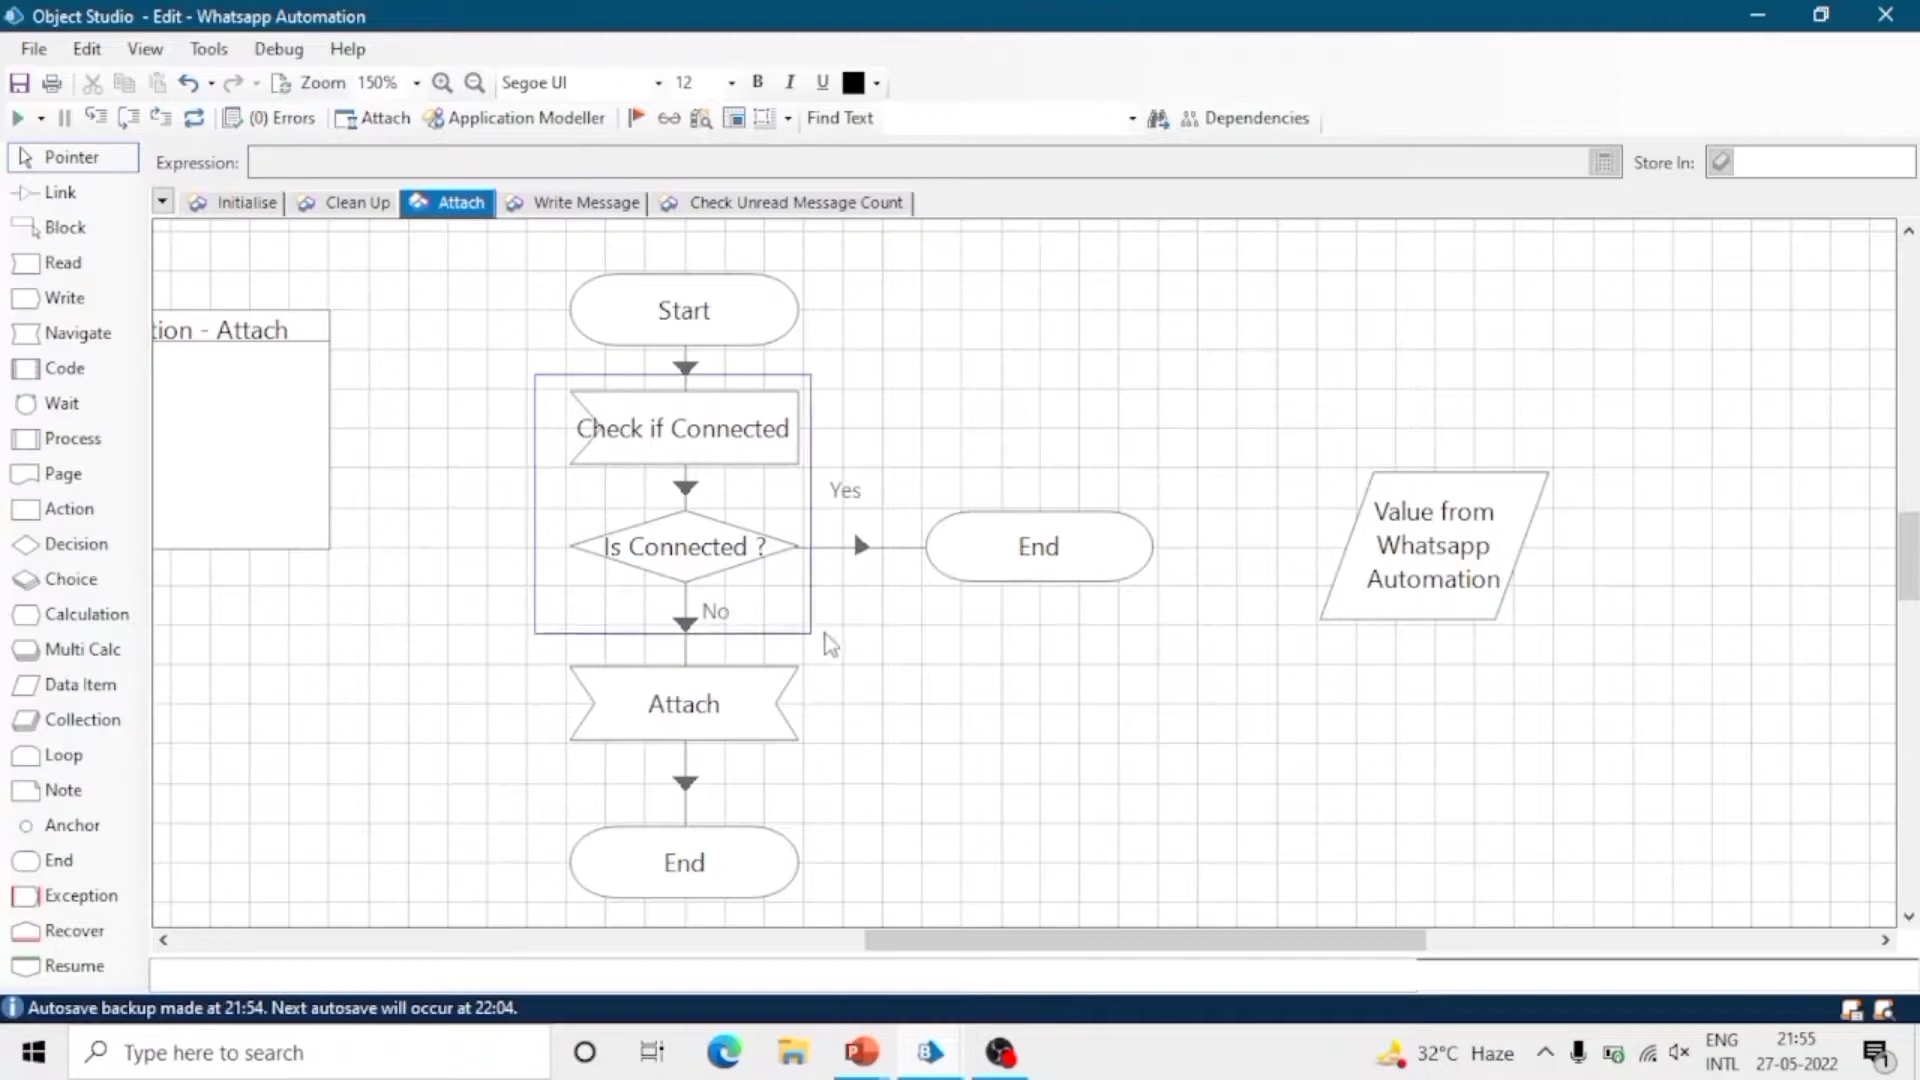 Object Studio - Edit - Whatsapp Automation
File Edit View Tools Debug Help
Zoom 150% Segoe UI 12 B I U
(0) Errors Attach Application Modeller Find Text Dependencies
Pointer
Expression: Store In:
Link
Initialise Clean Up Attach Write Message Check Unread Message Count
Block
Read
Write
Navigate
Code
Wait
Process
Page
Action
Decision
Choice
Calculation
Multi Calc
Data Item
Collection
Loop
Note
Anchor
End
Exception
Recover
Resume
tion - Attach
Start
Check if Connected
Is Connected ?
Yes
End
No
Attach
End
Value from
Whatsapp
Automation
Autosave backup made at 21:54. Next autosave will occur at 22:04.
Type here to search
32°C Haze
ENG
INTL
21:55
27-05-2022
1